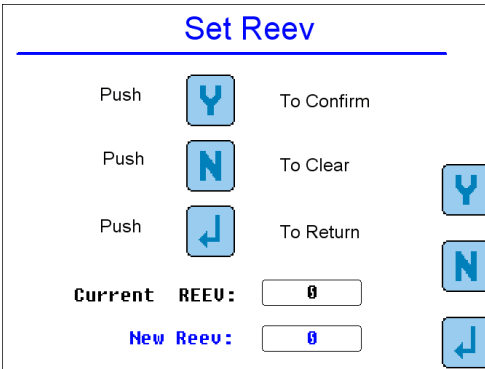 Set Reev
Push Y To Confirm
Push N To Clear
Push To Return
Current REEV: 0
New Reev: 0
Y
N